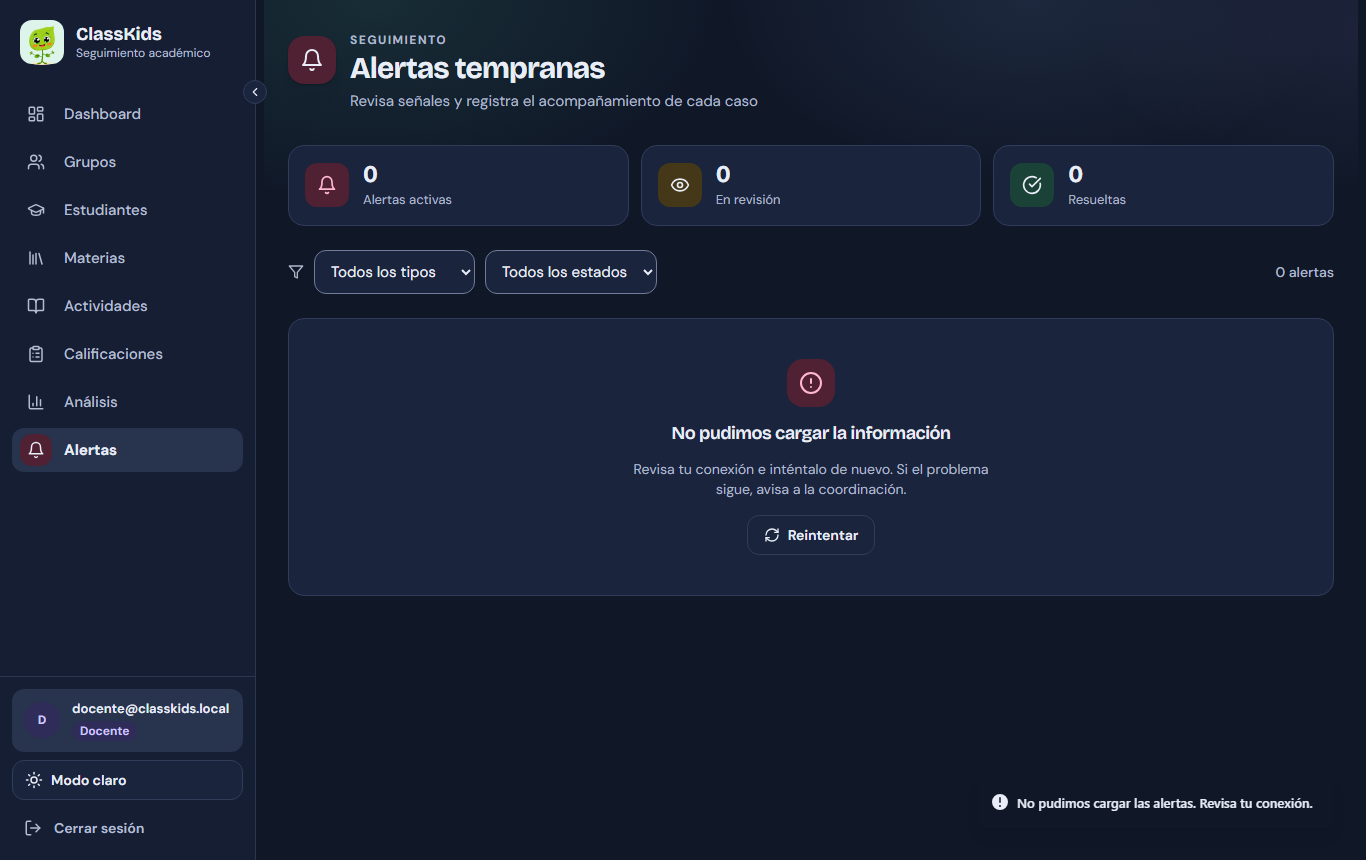 ClassKids
Seguimiento académico
Dashboard
Grupos
Estudiantes
Materias
Actividades
Calificaciones
Análisis
Alertas
D
docente@classkids.local
Docente
Modo claro
Cerrar sesión
SEGUIMIENTO
Alertas tempranas
Revisa señales y registra el acompañamiento de cada caso
0
Alertas activas
0
En revisión
0
Resueltas
Todos los tipos
Todos los estados
0 alertas
No pudimos cargar la información
Revisa tu conexión e inténtalo de nuevo. Si el problema
sigue, avisa a la coordinación.
Reintentar
No pudimos cargar las alertas. Revisa tu conexión.